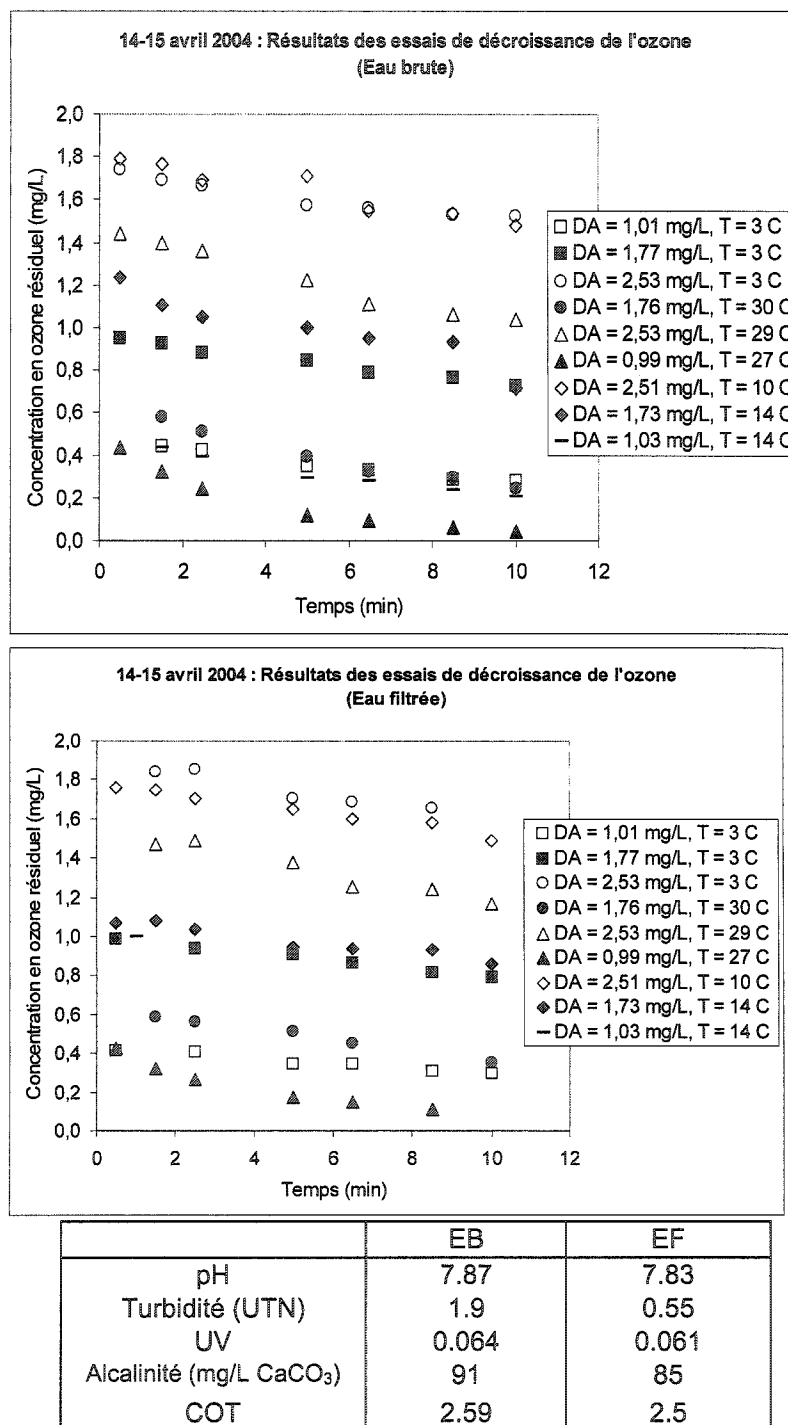 14-15 avril 2004 : Résultats des essais de décroissance de l'ozone
(Eau brute)
Concentration en ozone résiduel (mg/L)
2,0
1,8
1,6
1,4
1,2
1,0
0,8
0,6
0,4
0,2
0,0
0 2 4 6 8 10 12
Temps (min)
DA = 1,01 mg/L, T = 3 C
DA = 1,77 mg/L, T = 3 C
DA = 2,53 mg/L, T = 3 C
DA = 1,76 mg/L, T = 30 C
DA = 2,53 mg/L, T = 29 C
DA = 0,99 mg/L, T = 27 C
DA = 2,51 mg/L, T = 10 C
DA = 1,73 mg/L, T = 14 C
DA = 1,03 mg/L, T = 14 C
14-15 avril 2004 : Résultats des essais de décroissance de l'ozone
(Eau filtrée)
Concentration en ozone résiduel (mg/L)
2,0
1,8
1,6
1,4
1,2
1,0
0,8
0,6
0,4
0,2
0,0
0 2 4 6 8 10 12
Temps (min)
DA = 1,01 mg/L, T = 3 C
DA = 1,77 mg/L, T = 3 C
DA = 2,53 mg/L, T = 3 C
DA = 1,76 mg/L, T = 30 C
DA = 2,53 mg/L, T = 29 C
DA = 0,99 mg/L, T = 27 C
DA = 2,51 mg/L, T = 10 C
DA = 1,73 mg/L, T = 14 C
DA = 1,03 mg/L, T = 14 C
EB EF
pH 7.87 7.83
Turbidité (UTN) 1.9 0.55
UV 0.064 0.061
Alcalinité (mg/L CaCO₃) 91 85
COT 2.59 2.5